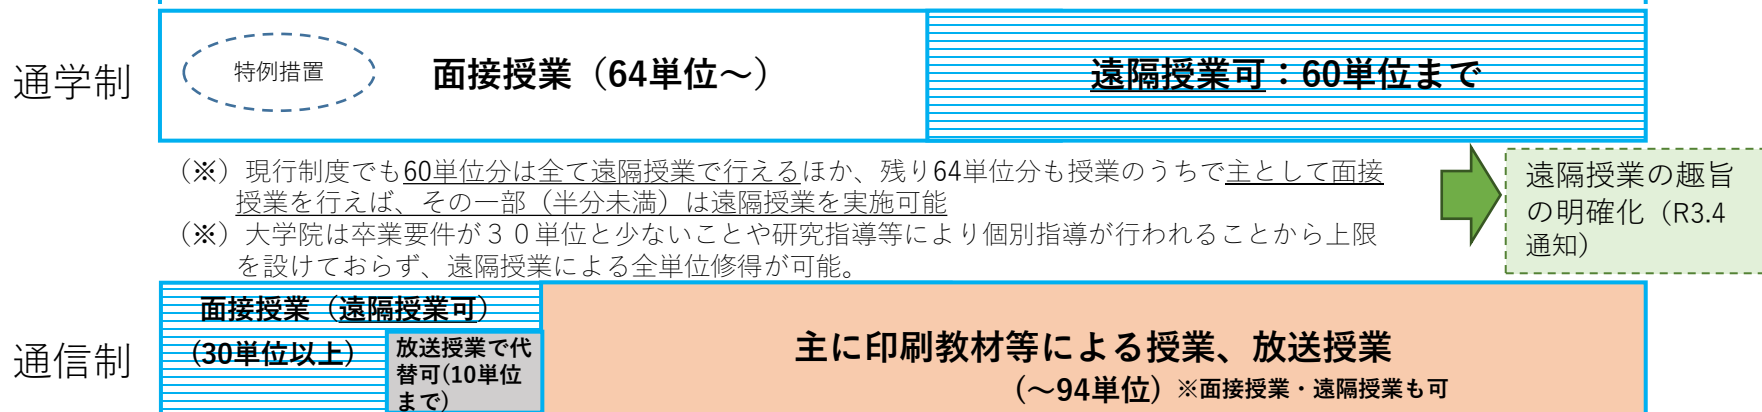 通学制
特例措置
面接授業（64単位～）
遠隔授業可：60単位まで
（※）現行制度でも60単位分は全て遠隔授業で行えるほか、残り64単位分も授業のうちで主として面接
授業を行えば、その一部（半分未満）は遠隔授業を実施可能
（※）大学院は卒業要件が３０単位と少ないことや研究指導等により個別指導が行われることから上限
を設けておらず、遠隔授業による全単位修得が可能。
遠隔授業の趣旨
の明確化（R3.4
通知）
通信制
面接授業（遠隔授業可）
(30単位以上)
放送授業で代
替可(10単位
まで)
主に印刷教材等による授業、放送授業
（～94単位）※面接授業・遠隔授業も可